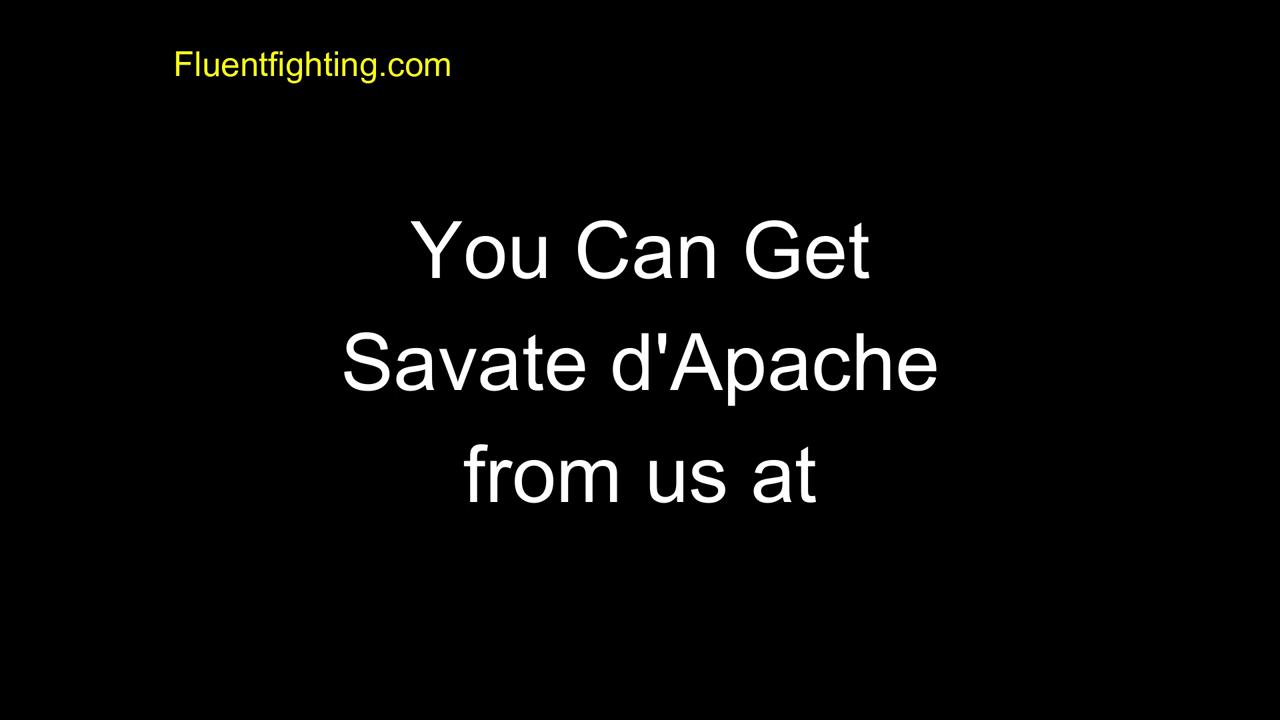 Fluentfighting.com
You Can Get
Savate d'Apache
from us at